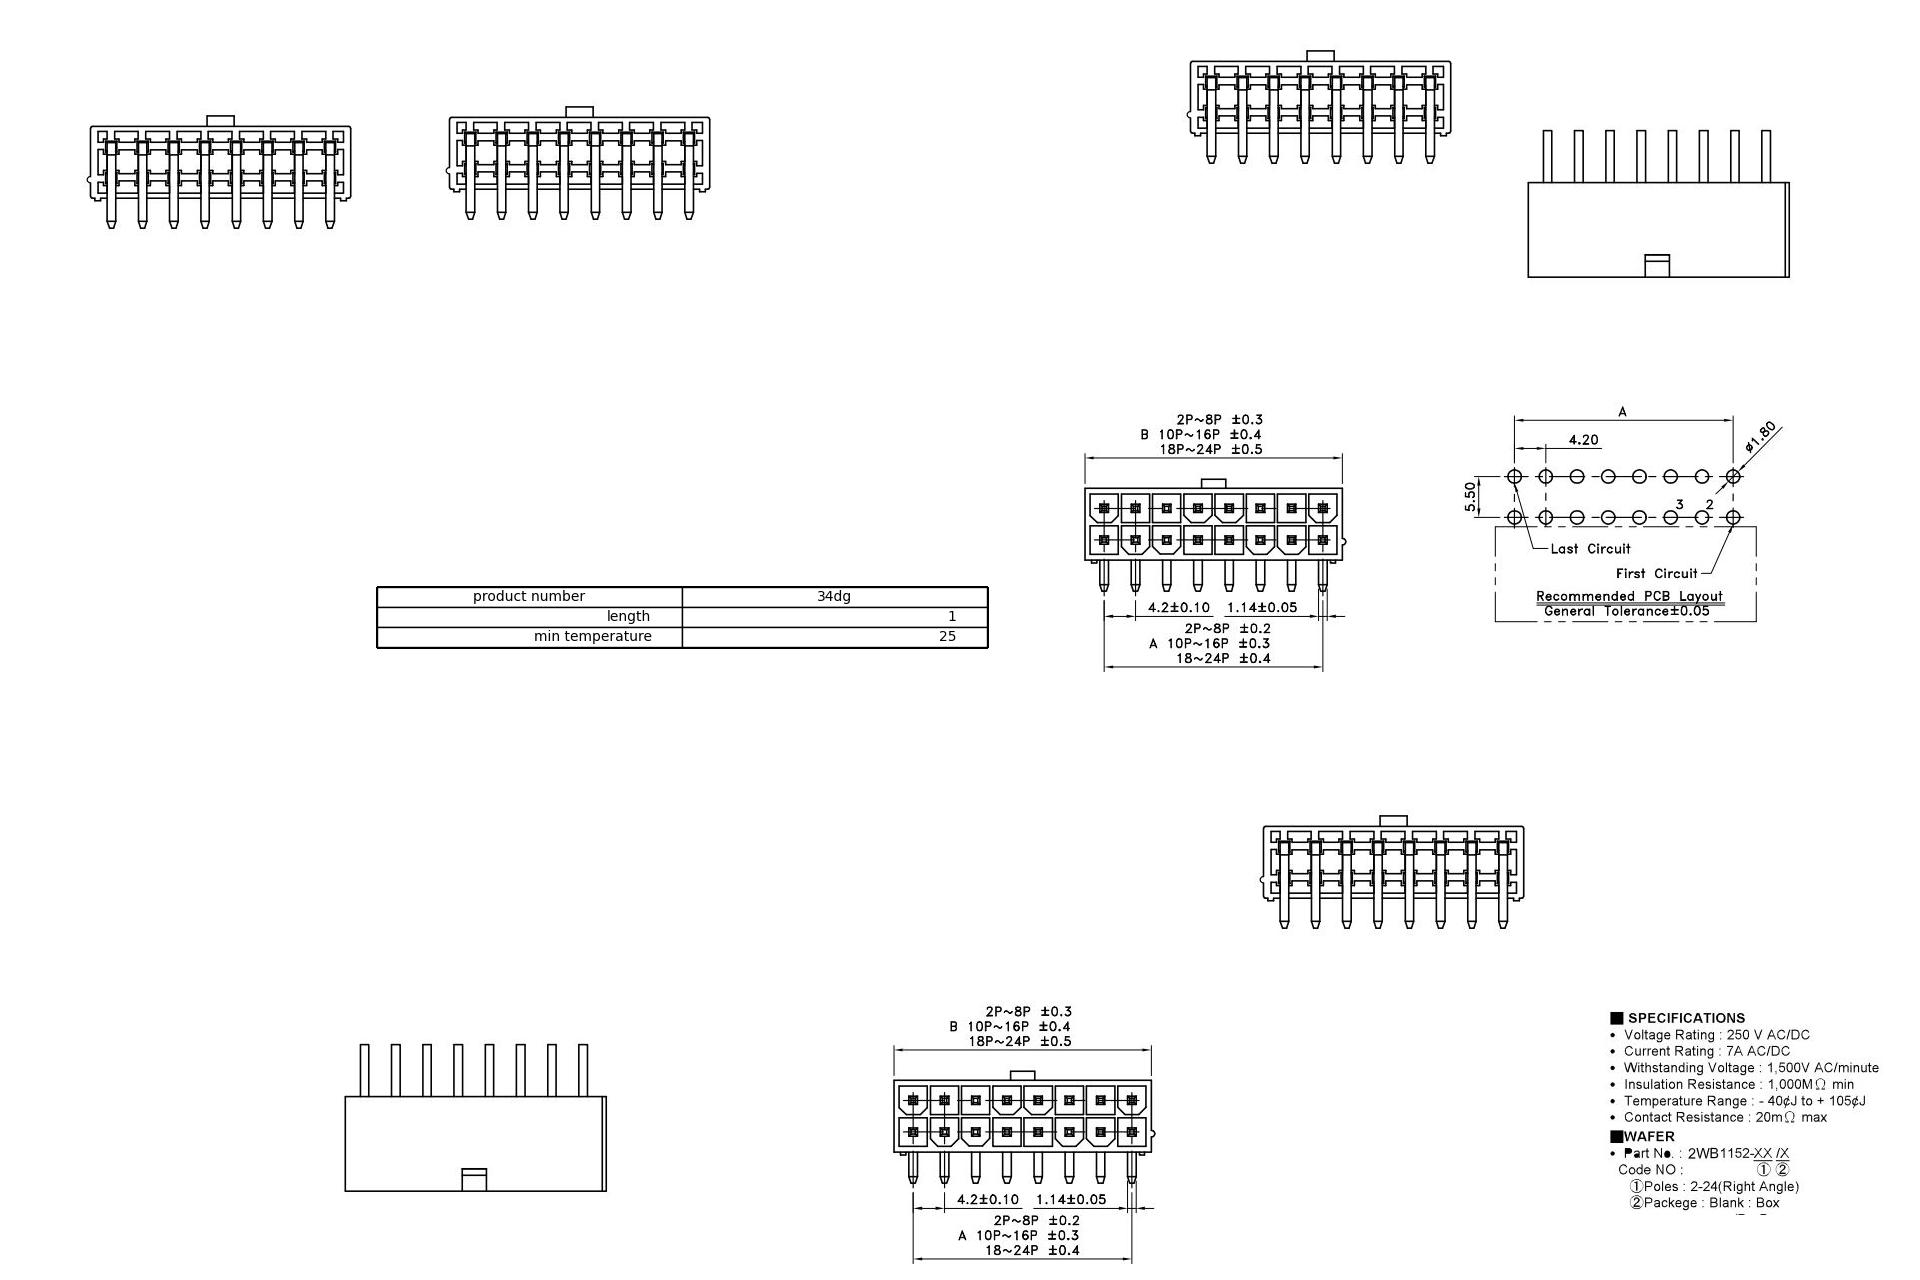 2P~8P ±0.3
B 10P~16P ±0.4
18P~24P ±0.5
4.2±0.10 1.14±0.05
2P~8P ±0.2
A 10P~16P ±0.3
18~24P ±0.4
A
4.20
ø1.80
5.50
3 2
Last Circuit
First Circuit
Recommended PCB Layout
General Tolerance±0.05
product number 34dg
length 1
min temperature 25
2P~8P ±0.3
B 10P~16P ±0.4
18P~24P ±0.5
4.2±0.10 1.14±0.05
2P~8P ±0.2
A 10P~16P ±0.3
18~24P ±0.4
■ SPECIFICATIONS
• Voltage Rating : 250 V AC/DC
• Current Rating : 7A AC/DC
• Withstanding Voltage : 1,500V AC/minute
• Insulation Resistance : 1,000MΩ min
• Temperature Range : - 40¢J to + 105¢J
• Contact Resistance : 20mΩ max
■WAFER
• Part No. : 2WB1152-XX /X
Code NO : ① ②
①Poles : 2-24(Right Angle)
②Packege : Blank : Box